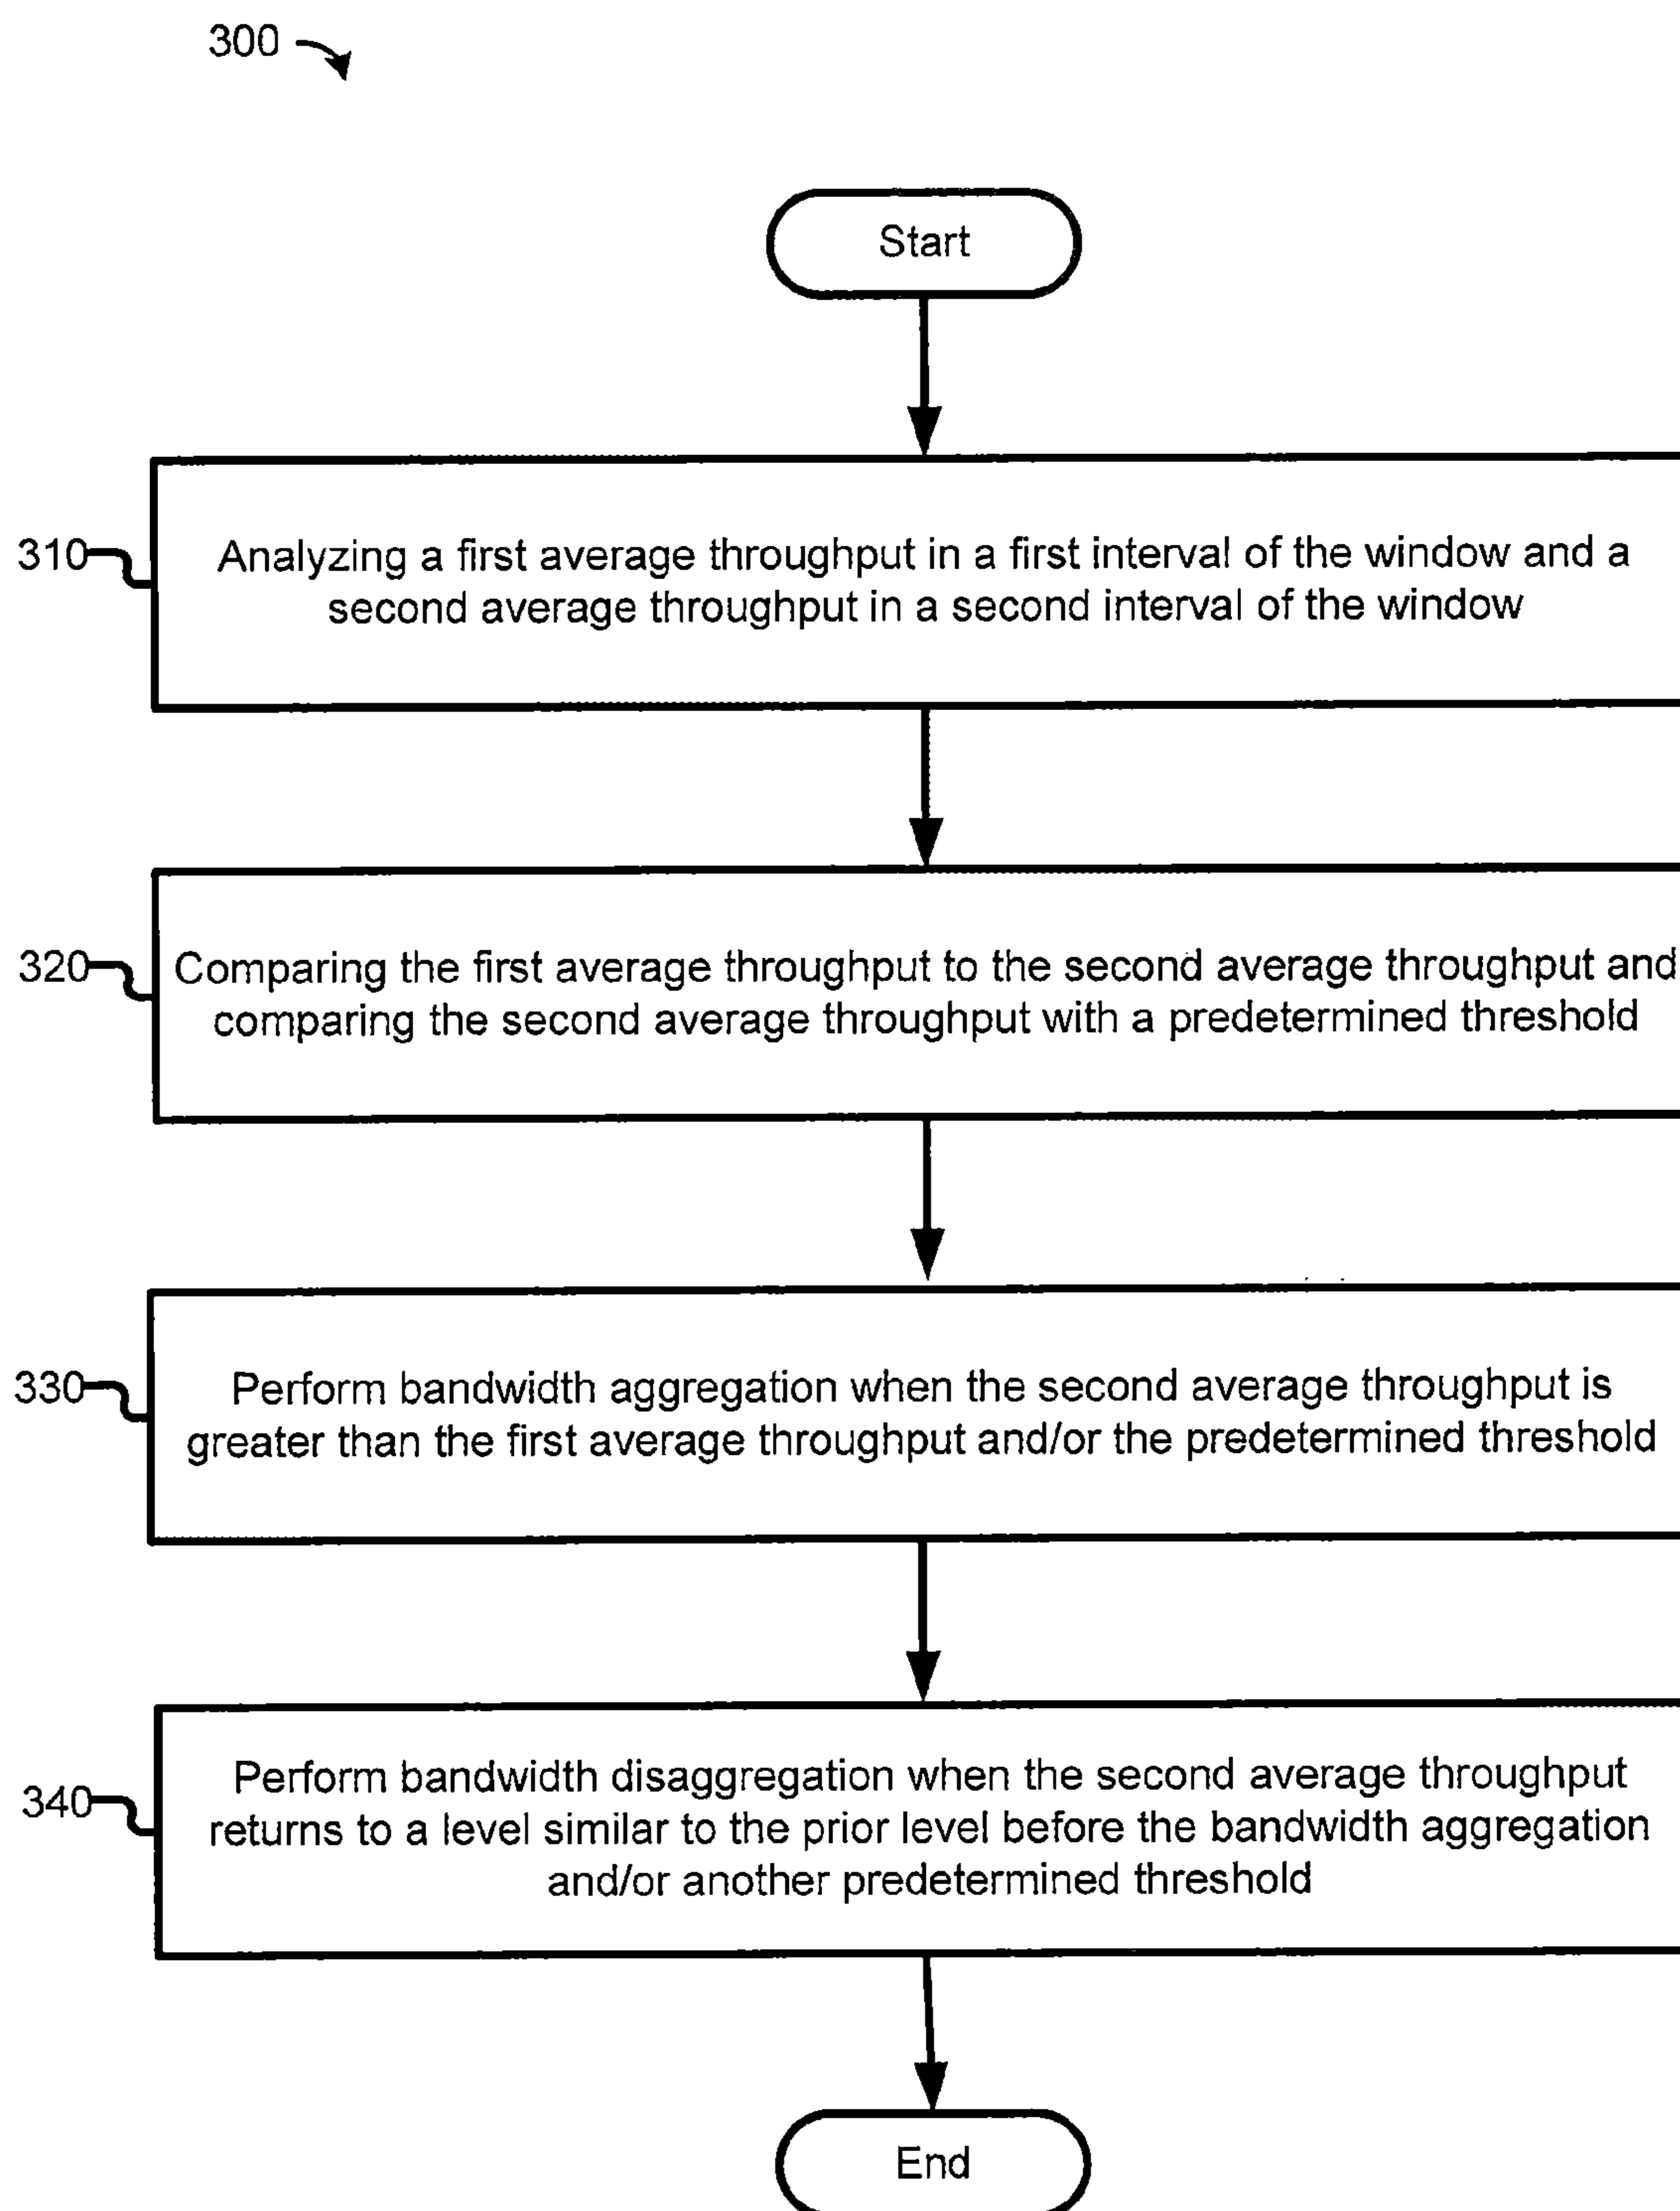 300
Start
310
Analyzing a first average throughput in a first interval of the window and a
second average throughput in a second interval of the window
320
Comparing the first average throughput to the second average throughput and
comparing the second average throughput with a predetermined threshold
330
Perform bandwidth aggregation when the second average throughput is
greater than the first average throughput and/or the predetermined threshold
340
Perform bandwidth disaggregation when the second average throughput
returns to a level similar to the prior level before the bandwidth aggregation
and/or another predetermined threshold
End